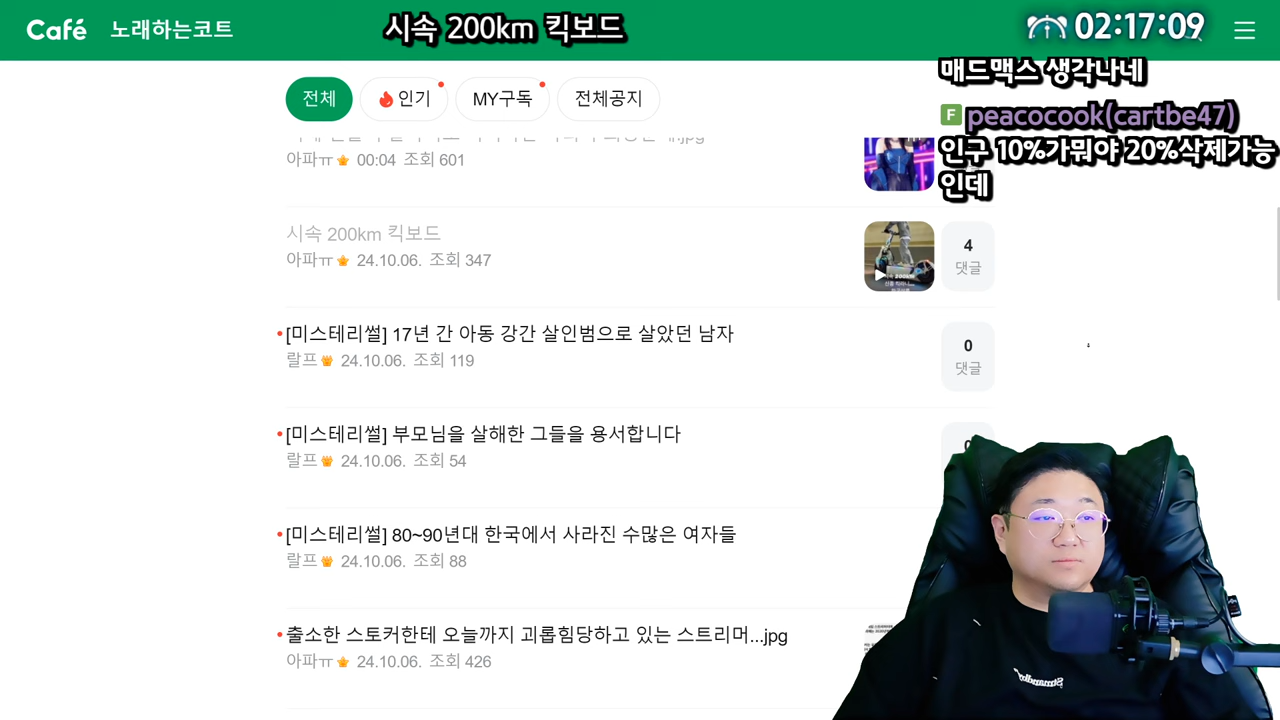 Café 노래하는코트
시속 200km 킥보드
02:17:09
매드맥스 생각나네
F peacocook(cartbe47)
인구 10%가뭐야 20%삭제가능
인데
전체
인기
MY구독
전체공지
아파ㅠ 00:04 조회 601
시속 200km 킥보드
아파ㅠ 24.10.06. 조회 347
4
댓글
[미스테리썰] 17년 간 아동 강간 살인범으로 살았던 남자
랄프 24.10.06. 조회 119
0
댓글
[미스테리썰] 부모님을 살해한 그들을 용서합니다
랄프 24.10.06. 조회 54
[미스테리썰] 80~90년대 한국에서 사라진 수많은 여자들
랄프 24.10.06. 조회 88
출소한 스토커한테 오늘까지 괴롭힘당하고 있는 스트리머...jpg
아파ㅠ 24.10.06. 조회 426